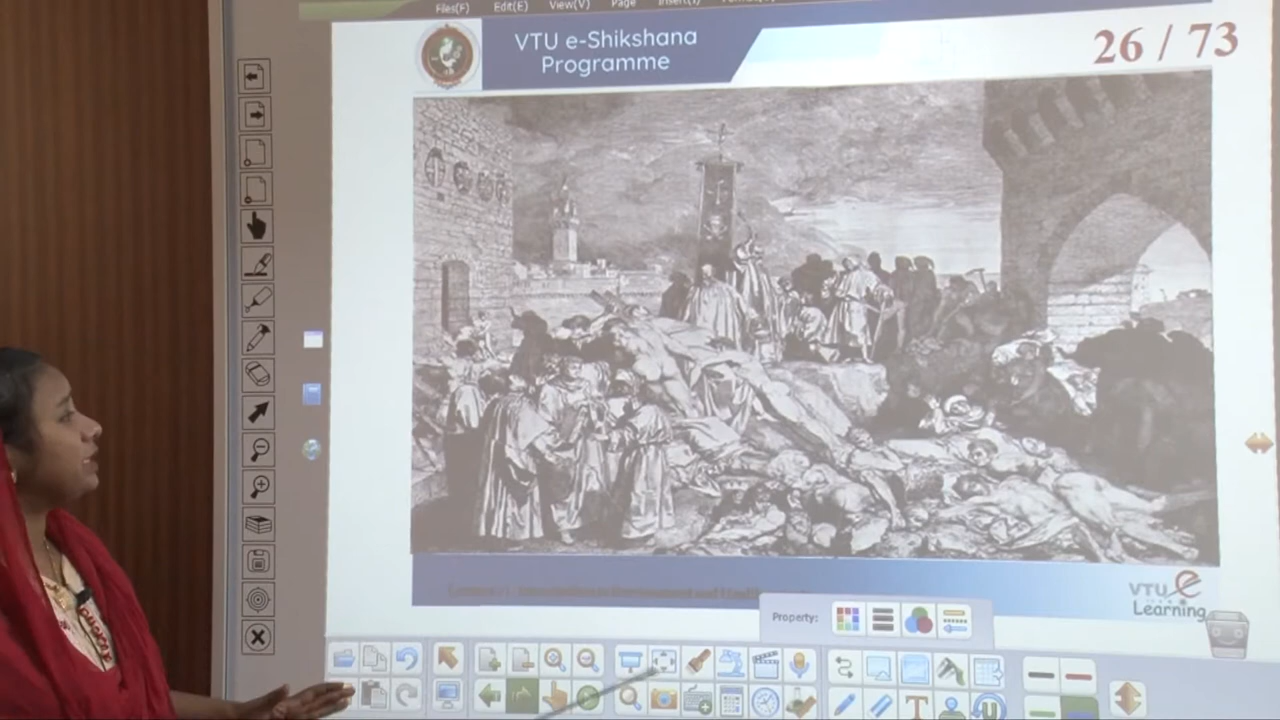 Files(F) Edit(E) View(V) Page Insert(I)
VTU e-Shikshana
Programme
26 / 73
VTU e
Learning
Property: